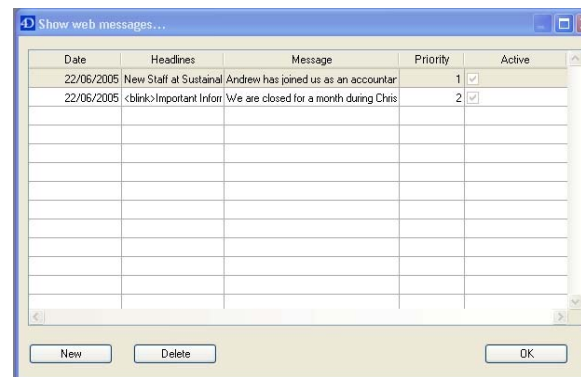 4D Show web messages...
Date Headlines Message Priority Active
22/06/2005 New Staff at Sustainal Andrew has joined us as an accountar 1
22/06/2005 <blink>Important Inforr We are closed for a month during Chris 2
New Delete OK